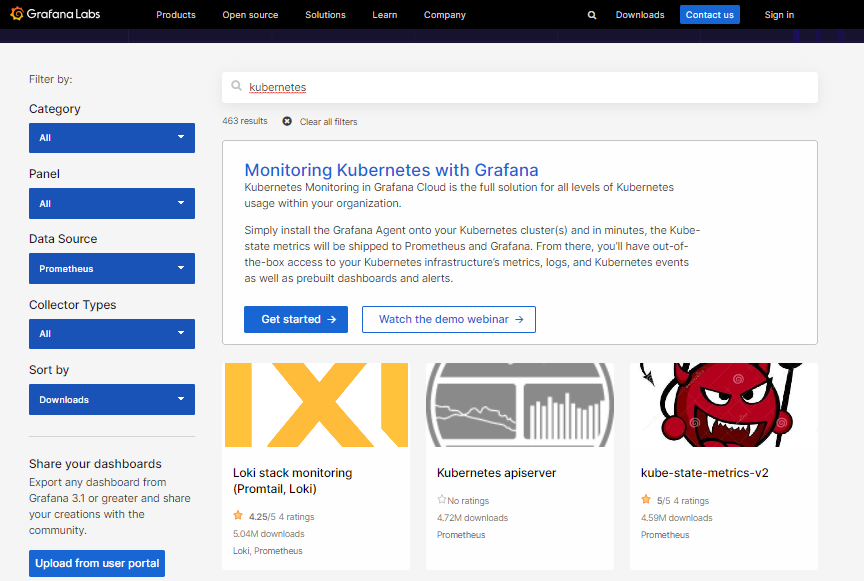 Grafana Labs
Products
Open source
Solutions
Learn
Company
Downloads
Contact us
Sign in
Filter by:
Category
All
Panel
All
Data Source
Prometheus
Collector Types
All
Sort by
Downloads
Share your dashboards
Export any dashboard from
Grafana 3.1 or greater and share
your creations with the
community.
Upload from user portal
kubernetes
463 results
Clear all filters
Monitoring Kubernetes with Grafana
Kubernetes Monitoring in Grafana Cloud is the full solution for all levels of Kubernetes
usage within your organization.
Simply install the Grafana Agent onto your Kubernetes cluster(s) and in minutes, the Kube-
state metrics will be shipped to Prometheus and Grafana. From there, you'll have out-of-
the-box access to your Kubernetes infrastructure's metrics, logs, and Kubernetes events
as well as prebuilt dashboards and alerts.
Get started →
Watch the demo webinar →
Loki stack monitoring
(Promtail, Loki)
4.25/5 4 ratings
5.04M downloads
Loki, Prometheus
Kubernetes apiserver
No ratings
4.72M downloads
Prometheus
kube-state-metrics-v2
5/5 4 ratings
4.59M downloads
Prometheus